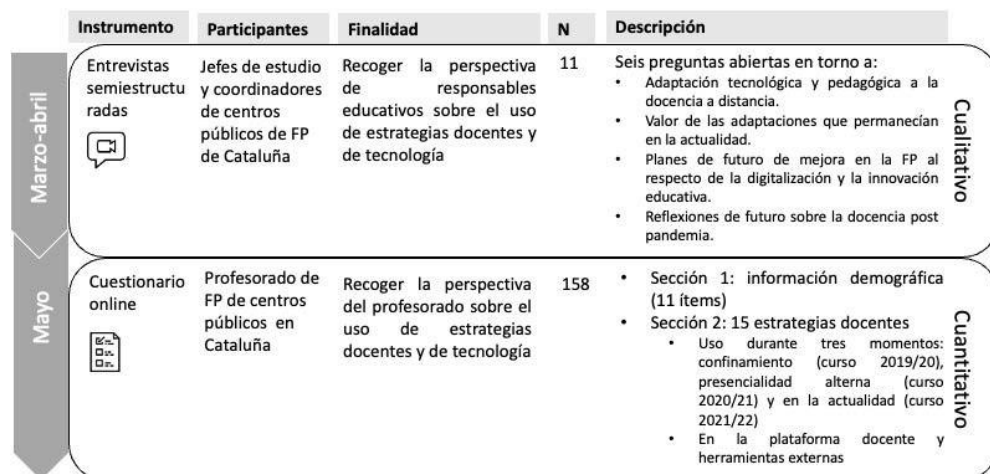 Instrumento Participantes Finalidad N Descripción
Marzo-abril
Entrevistas
semiestructu
radas
Jefes de estudio
y coordinadores
de centros
públicos de FP
de Cataluña
Recoger la perspectiva
de responsables
educativos sobre el uso
de estrategias docentes y
de tecnología
11
Seis preguntas abiertas en torno a:
• Adaptación tecnológica y pedagógica a la
docencia a distancia.
• Valor de las adaptaciones que permanecían
en la actualidad.
• Planes de futuro de mejora en la FP al
respecto de la digitalización y la innovación
educativa.
• Reflexiones de futuro sobre la docencia post
pandemia.
Cualitativo
Mayo
Cuestionario
online
Profesorado de
FP de centros
públicos en
Cataluña
Recoger la perspectiva
del profesorado sobre el
uso de estrategias
docentes y de tecnología
158
• Sección 1: información demográfica
(11 ítems)
• Sección 2: 15 estrategias docentes
• Uso durante tres momentos:
confinamiento (curso 2019/20),
presencialidad alterna (curso
2020/21) y en la actualidad (curso
2021/22)
• En la plataforma docente y
herramientas externas
Cuantitativo